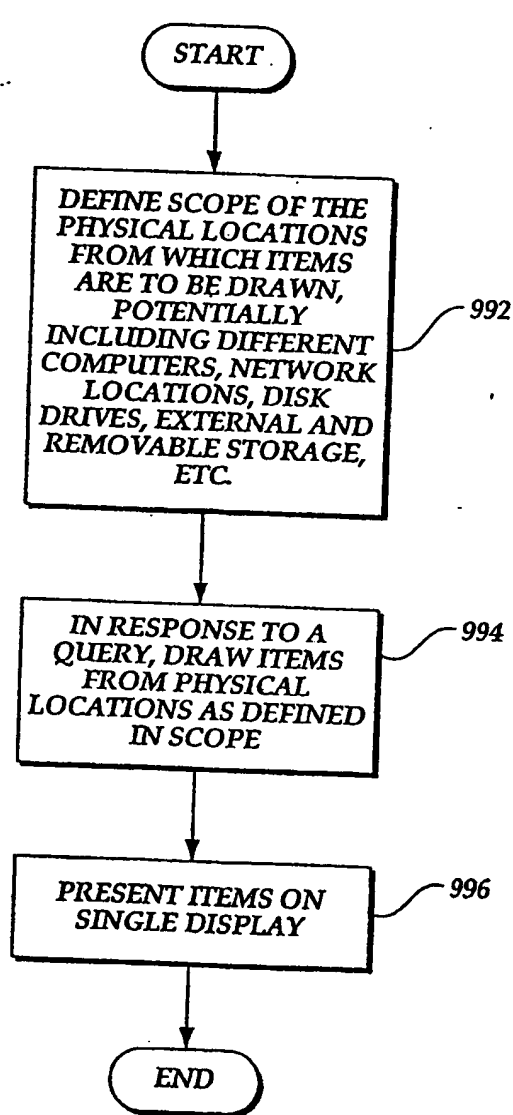 START
DEFINE SCOPE OF THE
PHYSICAL LOCATIONS
FROM WHICH ITEMS
ARE TO BE DRAWN,
POTENTIALLY
INCLUDING DIFFERENT
COMPUTERS, NETWORK
LOCATIONS, DISK
DRIVES, EXTERNAL AND
REMOVABLE STORAGE,
ETC.
992
IN RESPONSE TO A
QUERY, DRAW ITEMS
FROM PHYSICAL
LOCATIONS AS DEFINED
IN SCOPE
994
PRESENT ITEMS ON
SINGLE DISPLAY
996
END